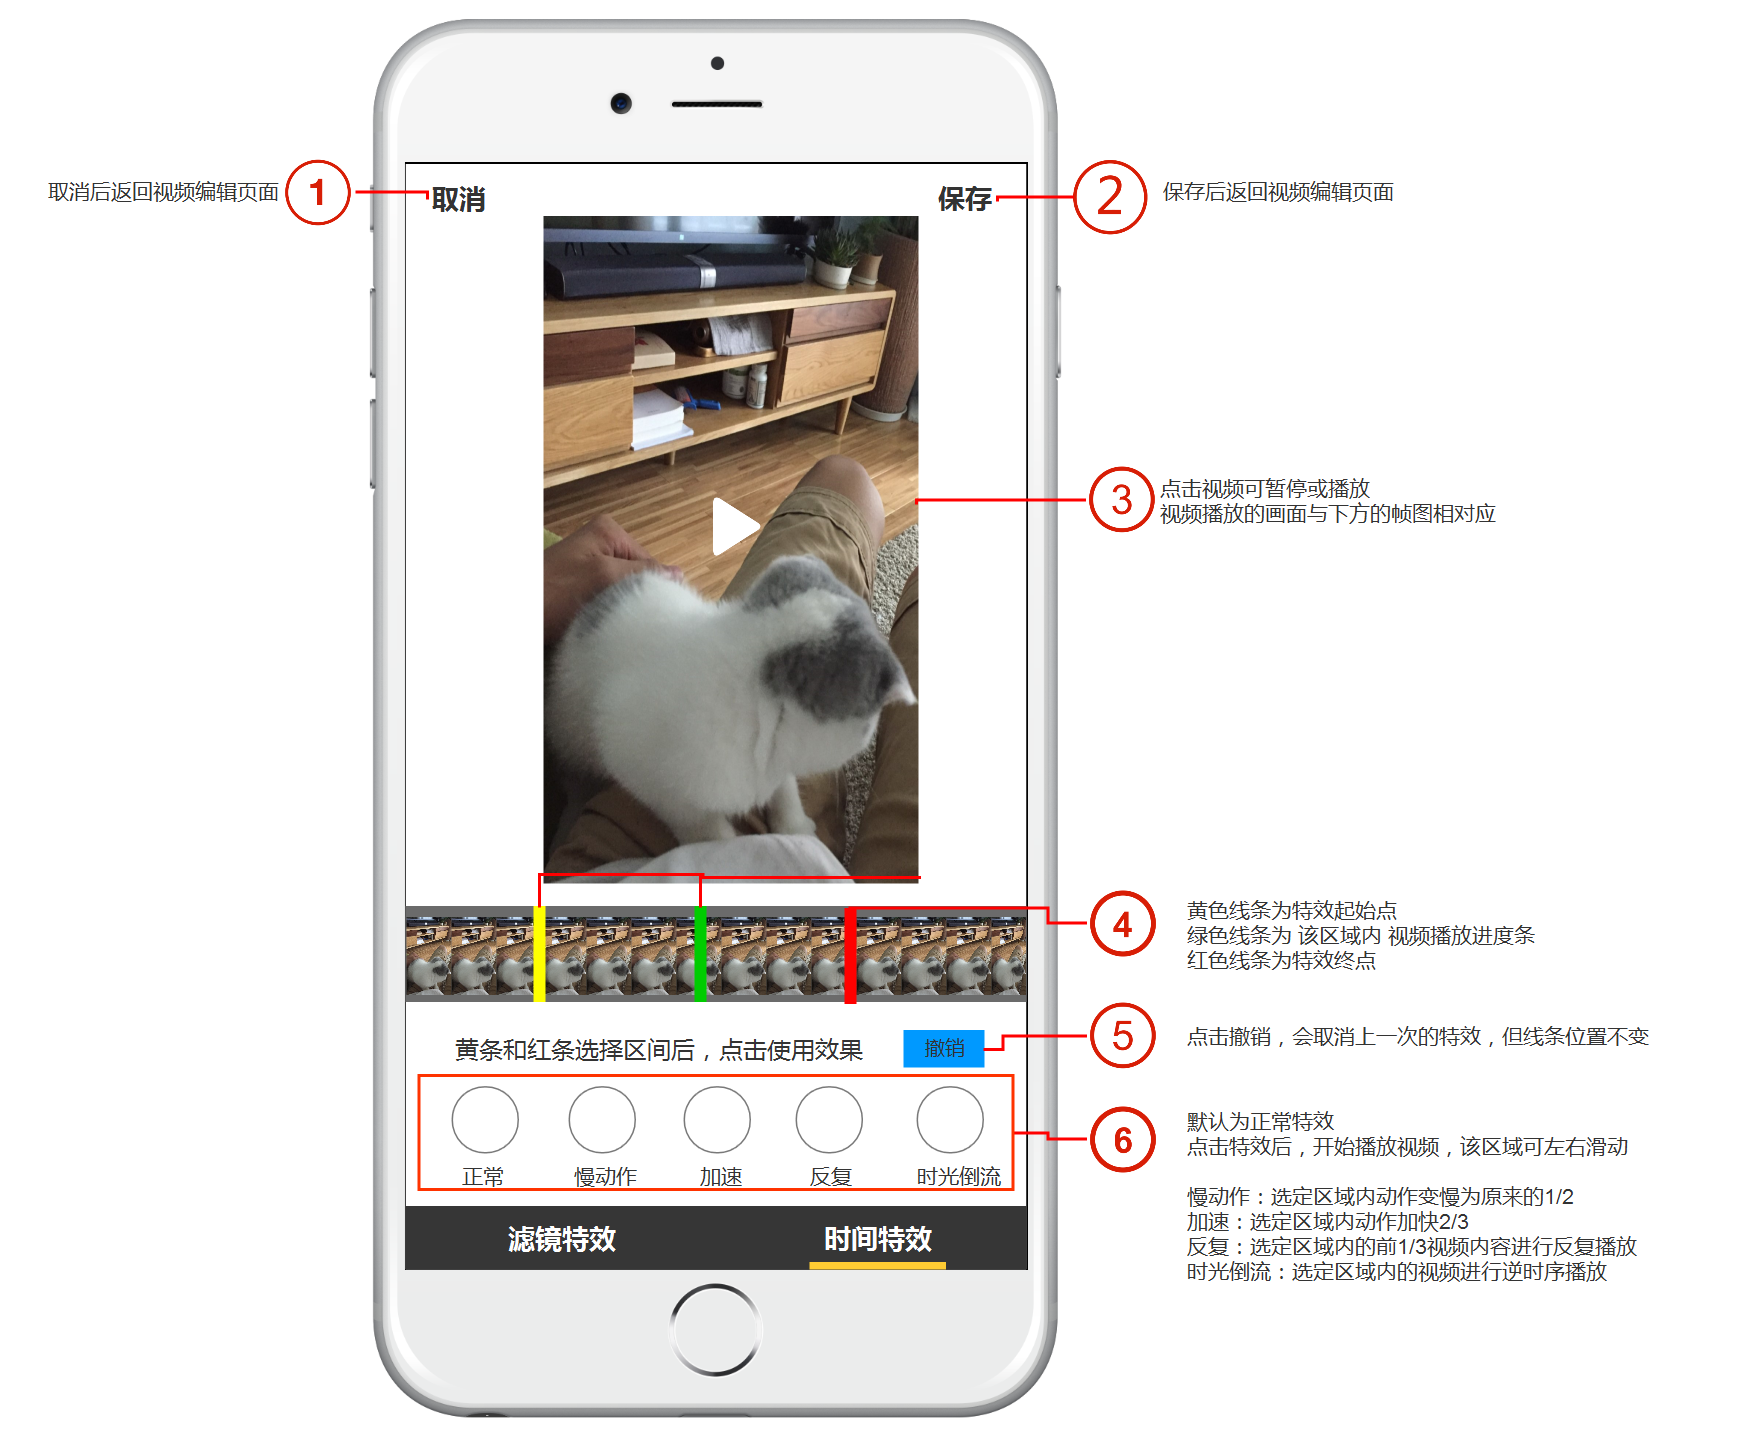 取消后返回视频编辑页面
1
取消
保存
2
保存后返回视频编辑页面
3
点击视频可暂停或播放
视频播放的画面与下方的帧图相对应
4
黄色线条为特效起始点
绿色线条为 该区域内 视频播放进度条
红色线条为特效终点
黄条和红条选择区间后，点击使用效果
撤销
5
点击撤销，会取消上一次的特效，但线条位置不变
正常
慢动作
加速
反复
时光倒流
6
默认为正常特效
点击特效后，开始播放视频，该区域可左右滑动
慢动作：选定区域内动作变慢为原来的1/2
加速：选定区域内动作加快2/3
反复：选定区域内的前1/3视频内容进行反复播放
时光倒流：选定区域内的视频进行逆时序播放
滤镜特效
时间特效